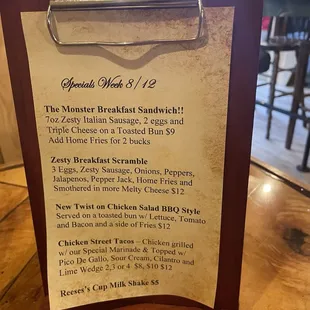 Specials Week 8/12
The Monster Breakfast Sandwich!!
7oz Zesty Italian Sausage, 2 eggs and
Triple Cheese on a Toasted Bun $9
Add Home Fries for 2 bucks
Zesty Breakfast Scramble
3 Eggs, Zesty Sausage, Onions, Peppers,
Jalapenos, Pepper Jack, Home Fries and
Smothered in more Melty Cheese $12
New Twist on Chicken Salad BBQ Style
Served on a toasted bun w/ Lettuce, Tomato
and Bacon and a side of Fries $12
Chicken Street Tacos – Chicken grilled
w/ our Special Marinade & Topped w/
Pico De Gallo, Sour Cream, Cilantro and
Lime Wedge 2,3 or 4 $8, $10 $12
Reeses's Cup Milk Shake $5